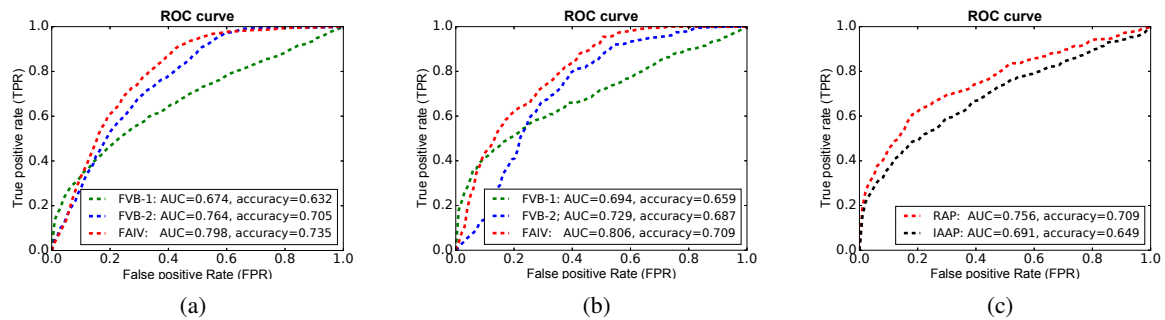 ROC curve
True positive rate (TPR)
1.0
0.8
0.6
0.4
0.2
0.0
FVB-1: AUC=0.674, accuracy=0.632
FVB-2: AUC=0.764, accuracy=0.705
FAIV: AUC=0.798, accuracy=0.735
0.0 0.2 0.4 0.6 0.8 1.0
False positive Rate (FPR)
(a)
ROC curve
True positive rate (TPR)
1.0
0.8
0.6
0.4
0.2
0.0
FVB-1: AUC=0.694, accuracy=0.659
FVB-2: AUC=0.729, accuracy=0.687
FAIV: AUC=0.806, accuracy=0.709
0.0 0.2 0.4 0.6 0.8 1.0
False positive Rate (FPR)
(b)
ROC curve
True positive rate (TPR)
1.0
0.8
0.6
0.4
0.2
0.0
RAP: AUC=0.756, accuracy=0.709
IAAP: AUC=0.691, accuracy=0.649
0.0 0.2 0.4 0.6 0.8 1.0
False positive Rate (FPR)
(c)